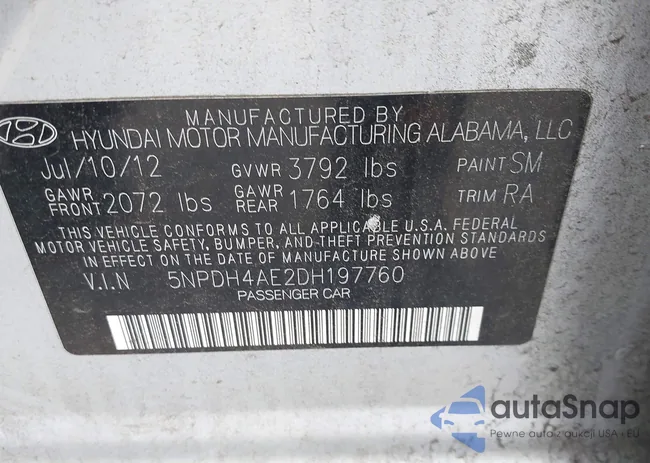 MANUFACTURED BY
HYUNDAI MOTOR MANUFACTURING ALABAMA, LLC
Jul/10/12 GVWR 3792 lbs PAINT SM
GAWR FRONT 2072 lbs GAWR REAR 1764 lbs TRIM RA
THIS VEHICLE CONFORMS TO ALL APPLICABLE U.S.A. FEDERAL
MOTOR VEHICLE SAFETY, BUMPER, AND THEFT PREVENTION STANDARDS
IN EFFECT ON THE DATE OF MANUFACTURE SHOWN ABOVE
V.I.N 5NPDH4AE2DH197760
PASSENGER CAR
autaSnap
Pewne auto z aukcji USA - EU